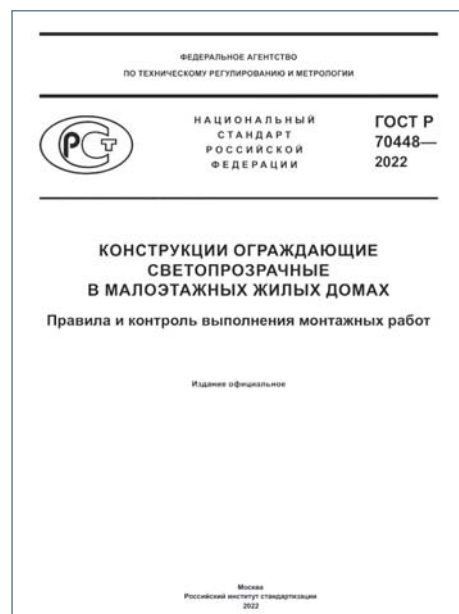 ФЕДЕРАЛЬНОЕ АГЕНТСТВО
ПО ТЕХНИЧЕСКОМУ РЕГУЛИРОВАНИЮ И МЕТРОЛОГИИ
РСТ
НАЦИОНАЛЬНЫЙ
СТАНДАРТ
РОССИЙСКОЙ
ФЕДЕРАЦИИ
ГОСТ Р
70448—
2022
КОНСТРУКЦИИ ОГРАЖДАЮЩИЕ
СВЕТОПРОЗРАЧНЫЕ
В МАЛОЭТАЖНЫХ ЖИЛЫХ ДОМАХ
Правила и контроль выполнения монтажных работ
Издание официальное
Москва
Российский институт стандартизации
2022